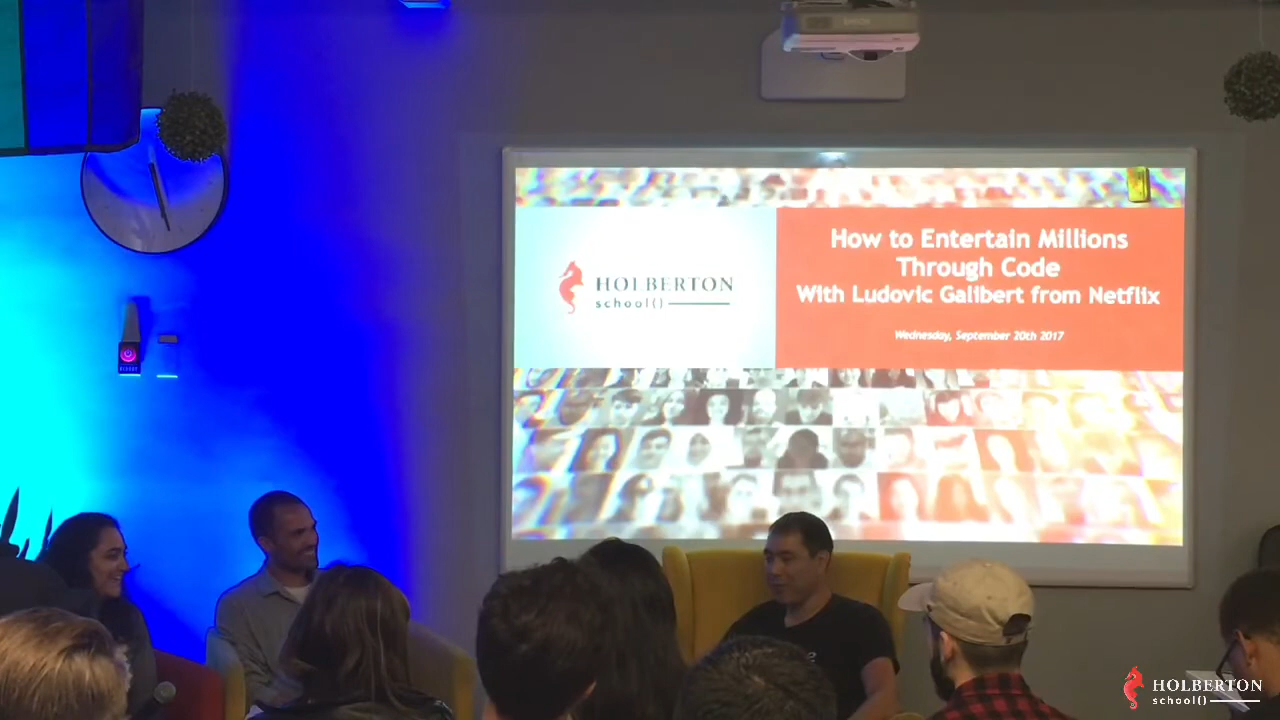 HOLBERTON
school()
How to Entertain Millions
Through Code
With Ludovic Galibert from Netflix
Wednesday, September 20th 2017
HOLBERTON
school()